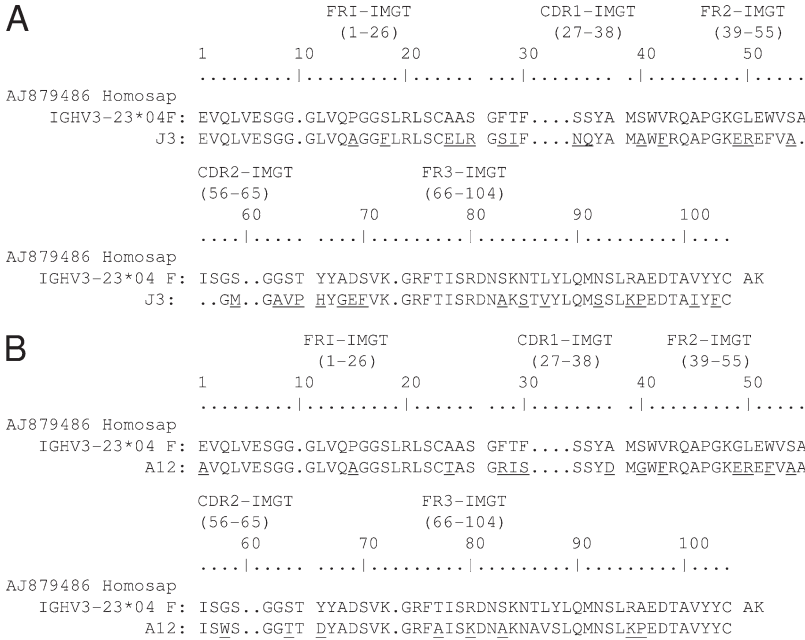 A
FRI-IMGT CDR1-IMGT FR2-IMGT
(1-26) (27-38) (39-55)
1 10 20 30 40 50
.........|.........|.........|.........|.........|.....
AJ879486 Homosap
IGHV3-23*04F: EVQLVESGG.GLVQPGGSLRLSCAAS GFTF....SSYA MSWVRQAPGKGLEWVSA
J3: EVQLVESGG.GLVQAGGFLRLSCELR GSIF....NQYA MAWFRQAPGKEREFVA.
CDR2-IMGT FR3-IMGT
(56-65) (66-104)
60 70 80 90 100
....|.........|.........|.........|.........|....
AJ879486 Homosap
IGHV3-23*04 F: ISGS..GGST YYADSVK.GRFTISRDNSKNTLYLQMNSLRAEDTAVYYC AK
J3: ..GM..GAVP HYGEFVK.GRFTISRDNAKSTVYLQMSSLKPEDTAIYFC
B
FRI-IMGT CDR1-IMGT FR2-IMGT
(1-26) (27-38) (39-55)
1 10 20 30 40 50
.........|.........|.........|.........|.........|.....
AJ879486 Homosap
IGHV3-23*04 F: EVQLVESGG.GLVQPGGSLRLSCAAS GFTF....SSYA MSWVRQAPGKGLEWVSA
A12: AVQLVESGG.GLVQAGGSLRLSCTAS GRIS....SSYD MGWFRQAPGKEREFVAA
CDR2-IMGT FR3-IMGT
(56-65) (66-104)
60 70 80 90 100
....|.........|.........|.........|.........|....
AJ879486 Homosap
IGHV3-23*04 F: ISGS..GGST YYADSVK.GRFTISRDNSKNTLYLQMNSLRAEDTAVYYC AK
A12: ISWS..GGTT DYADSVK.GRFAISKDNAKNAVSLQMNSLKPEDTAVYYC